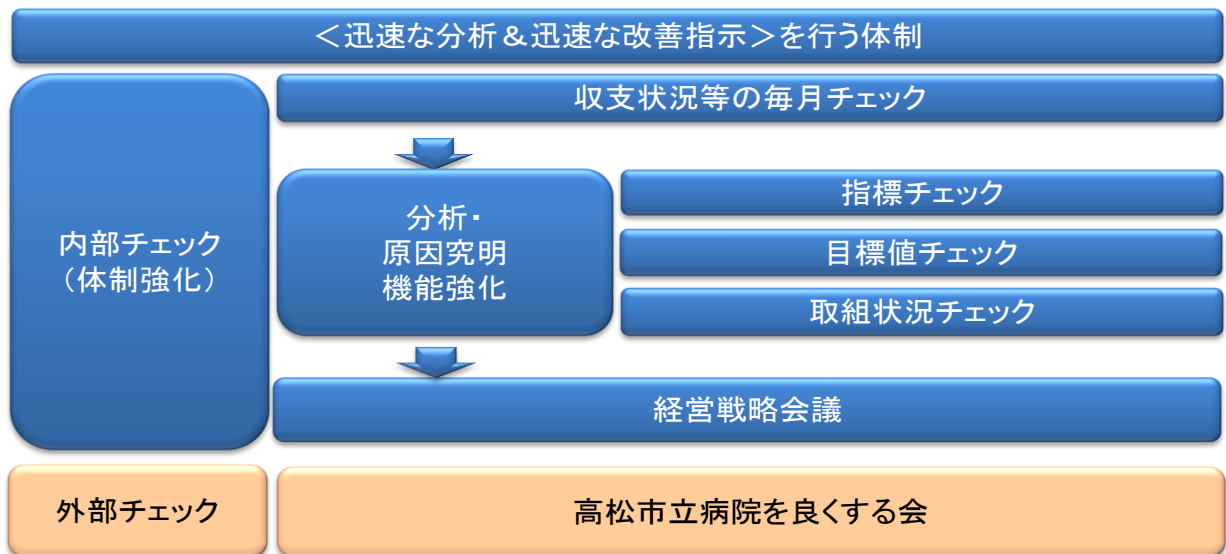 ＜迅速な分析＆迅速な改善指示＞を行う体制
収支状況等の毎月チェック
内部チェック
（体制強化）
分析・
原因究明
機能強化
指標チェック
目標値チェック
取組状況チェック
経営戦略会議
外部チェック
高松市立病院を良くする会